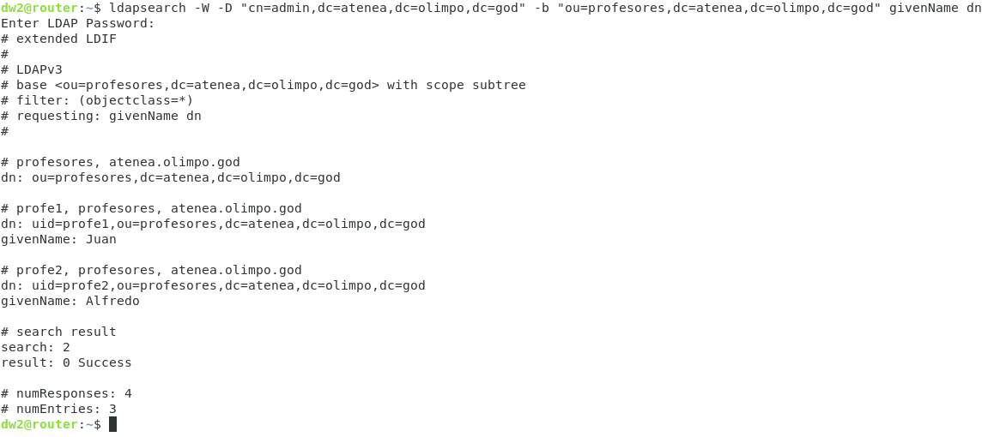 dw2@router:~$ ldapsearch -W -D "cn=admin,dc=atenea,dc=olimpo,dc=god" -b "ou=profesores,dc=atenea,dc=olimpo,dc=god" givenName dn
Enter LDAP Password:
# extended LDIF
#
# LDAPv3
# base <ou=profesores,dc=atenea,dc=olimpo,dc=god> with scope subtree
# filter: (objectclass=*)
# requesting: givenName dn
#

# profesores, atenea.olimpo.god
dn: ou=profesores,dc=atenea,dc=olimpo,dc=god

# profe1, profesores, atenea.olimpo.god
dn: uid=profe1,ou=profesores,dc=atenea,dc=olimpo,dc=god
givenName: Juan

# profe2, profesores, atenea.olimpo.god
dn: uid=profe2,ou=profesores,dc=atenea,dc=olimpo,dc=god
givenName: Alfredo

# search result
search: 2
result: 0 Success

# numResponses: 4
# numEntries: 3
dw2@router:~$